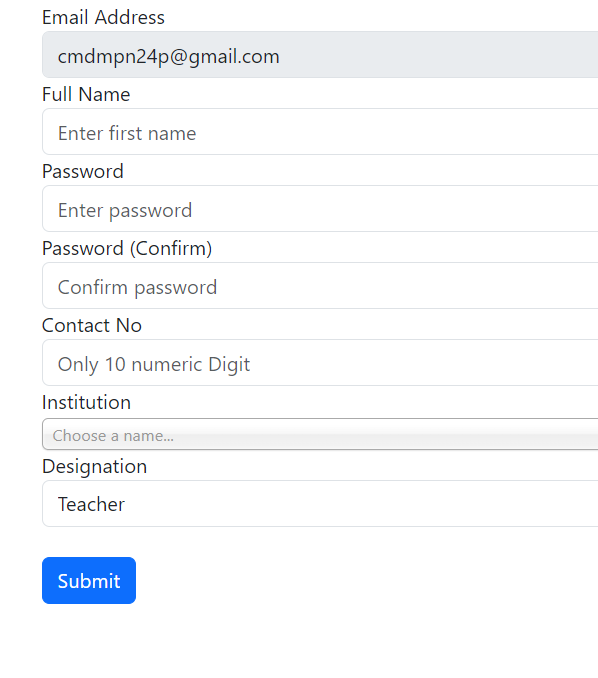 Email Address
cmdmpn24p@gmail.com
Full Name
Enter first name
Password
Enter password
Password (Confirm)
Confirm password
Contact No
Only 10 numeric Digit
Institution
Choose a name...
Designation
Teacher
Submit